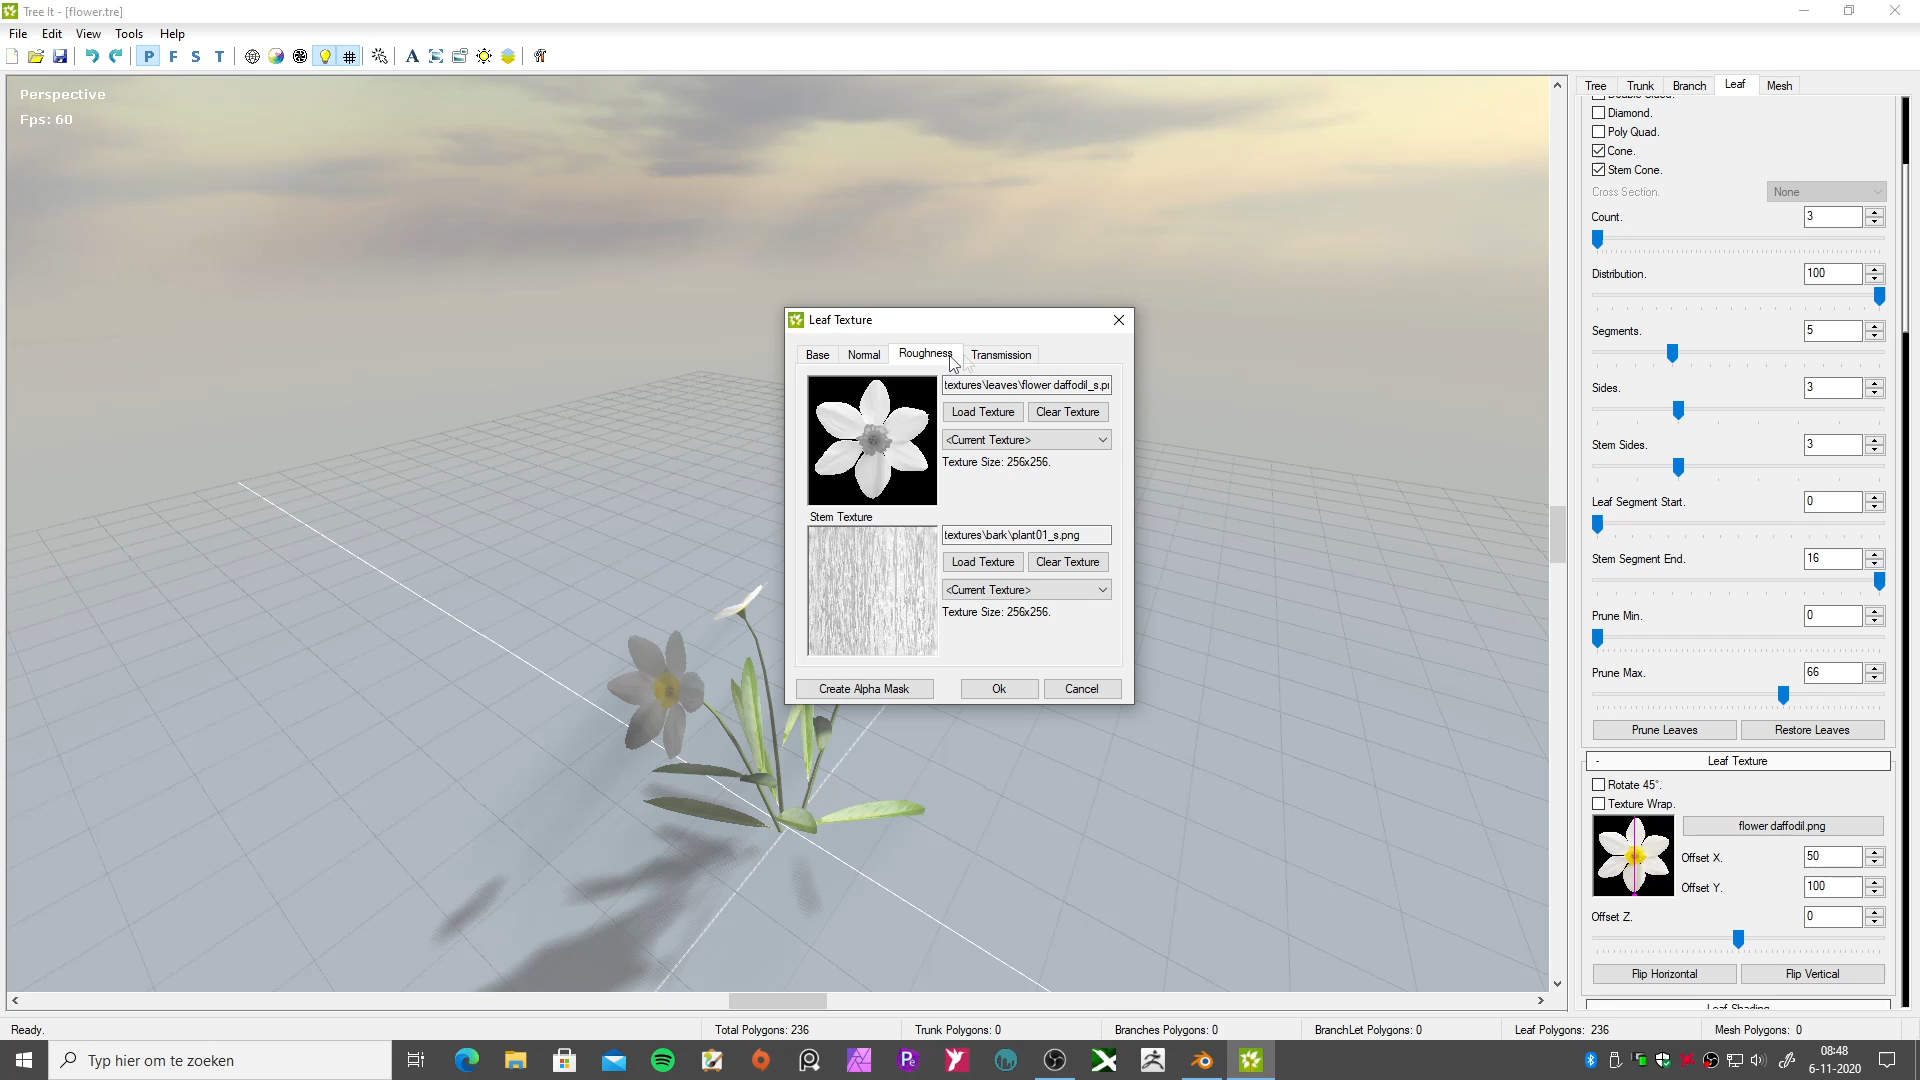 Tree It - [flower.tre]
File Edit View Tools Help
P F S T
Perspective
Fps: 60
Tree Trunk Branch Leaf Mesh
Diamond.
Poly Quad.
Cone.
Stem Cone.
Cross Section. None
Count. 3
Distribution. 100
Segments. 5
Sides. 3
Stem Sides. 3
Leaf Segment Start. 0
Stem Segment End. 16
Prune Min. 0
Prune Max. 66
Prune Leaves Restore Leaves
- Leaf Texture
Rotate 45°.
Texture Wrap.
flower daffodil.png
Offset X. 50
Offset Y. 100
Offset Z. 0
Flip Horizontal Flip Vertical
Leaf Shading
Leaf Texture
Base Normal Roughness Transmission
textures\leaves\flower daffodil_s.pn
Load Texture Clear Texture
<Current Texture>
Texture Size: 256x256.
Stem Texture
textures\bark\plant01_s.png
Load Texture Clear Texture
<Current Texture>
Texture Size: 256x256.
Create Alpha Mask Ok Cancel
Ready. Total Polygons: 236 Trunk Polygons: 0 Branches Polygons: 0 BranchLet Polygons: 0 Leaf Polygons: 236 Mesh Polygons: 0
Typ hier om te zoeken
08:48
6-11-2020